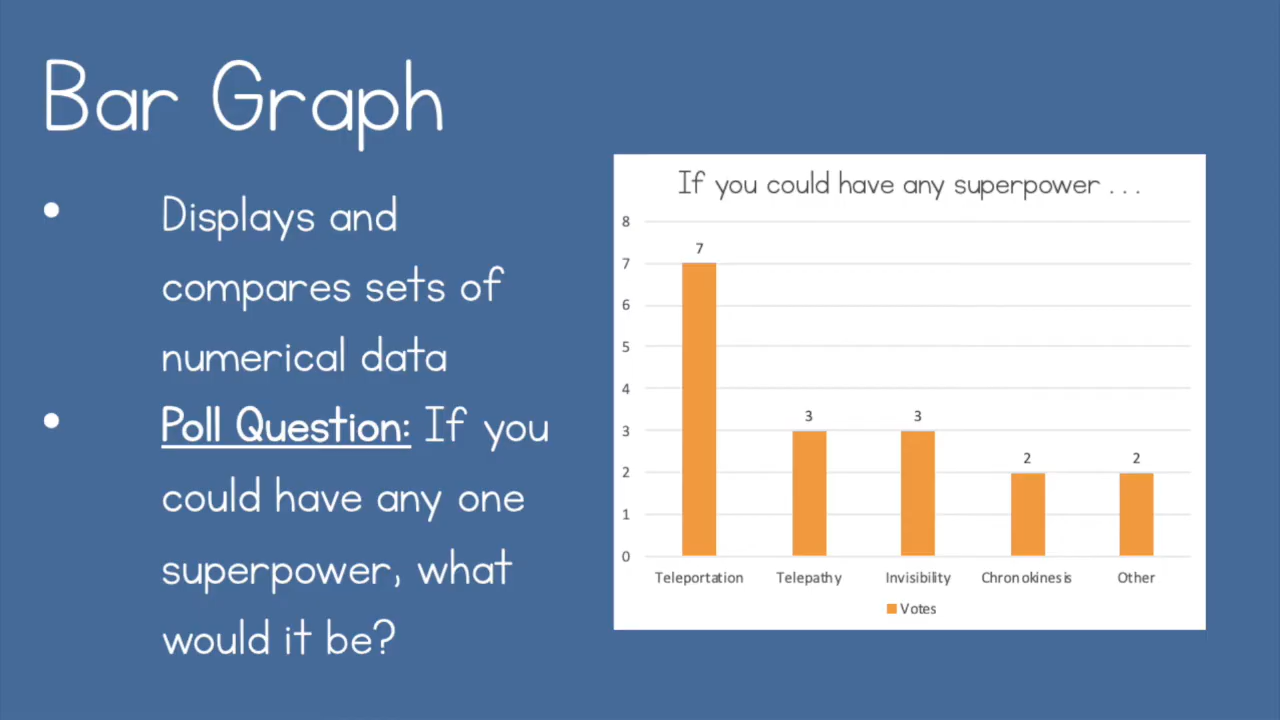 Bar Graph
• Displays and
compares sets of
numerical data
• Poll Question: If you
could have any one
superpower, what
would it be?
If you could have any superpower . . .
8
7
6
5
4
3
2
1
0
7
3
3
2
2
Teleportation Telepathy Invisibility Chronokinesis Other
Votes